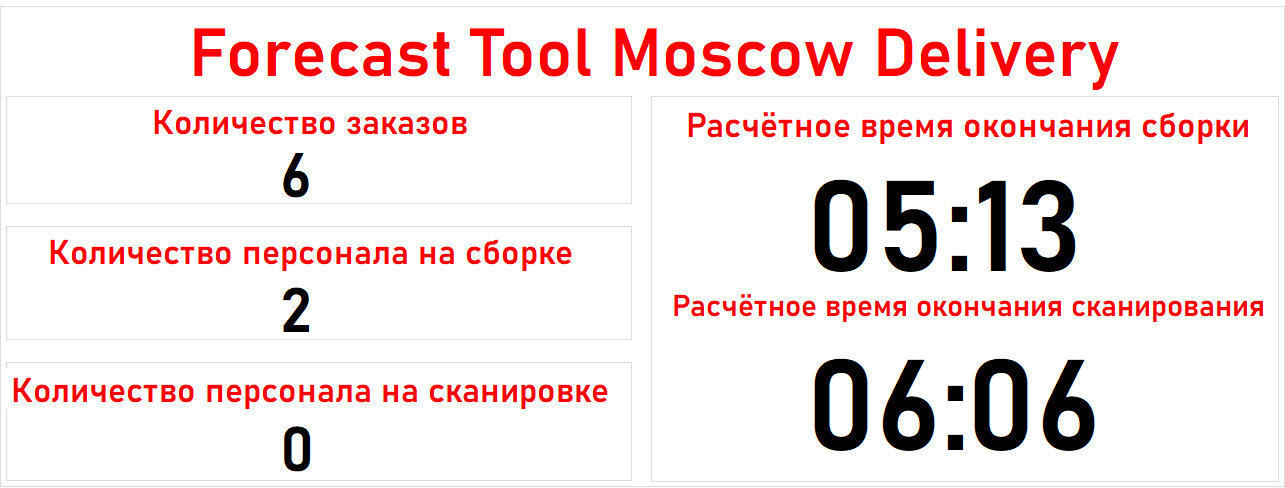 Forecast Tool Moscow Delivery
Количество заказов
6
Количество персонала на сборке
2
Количество персонала на сканировке
0
Расчётное время окончания сборки
05:13
Расчётное время окончания сканирования
06:06